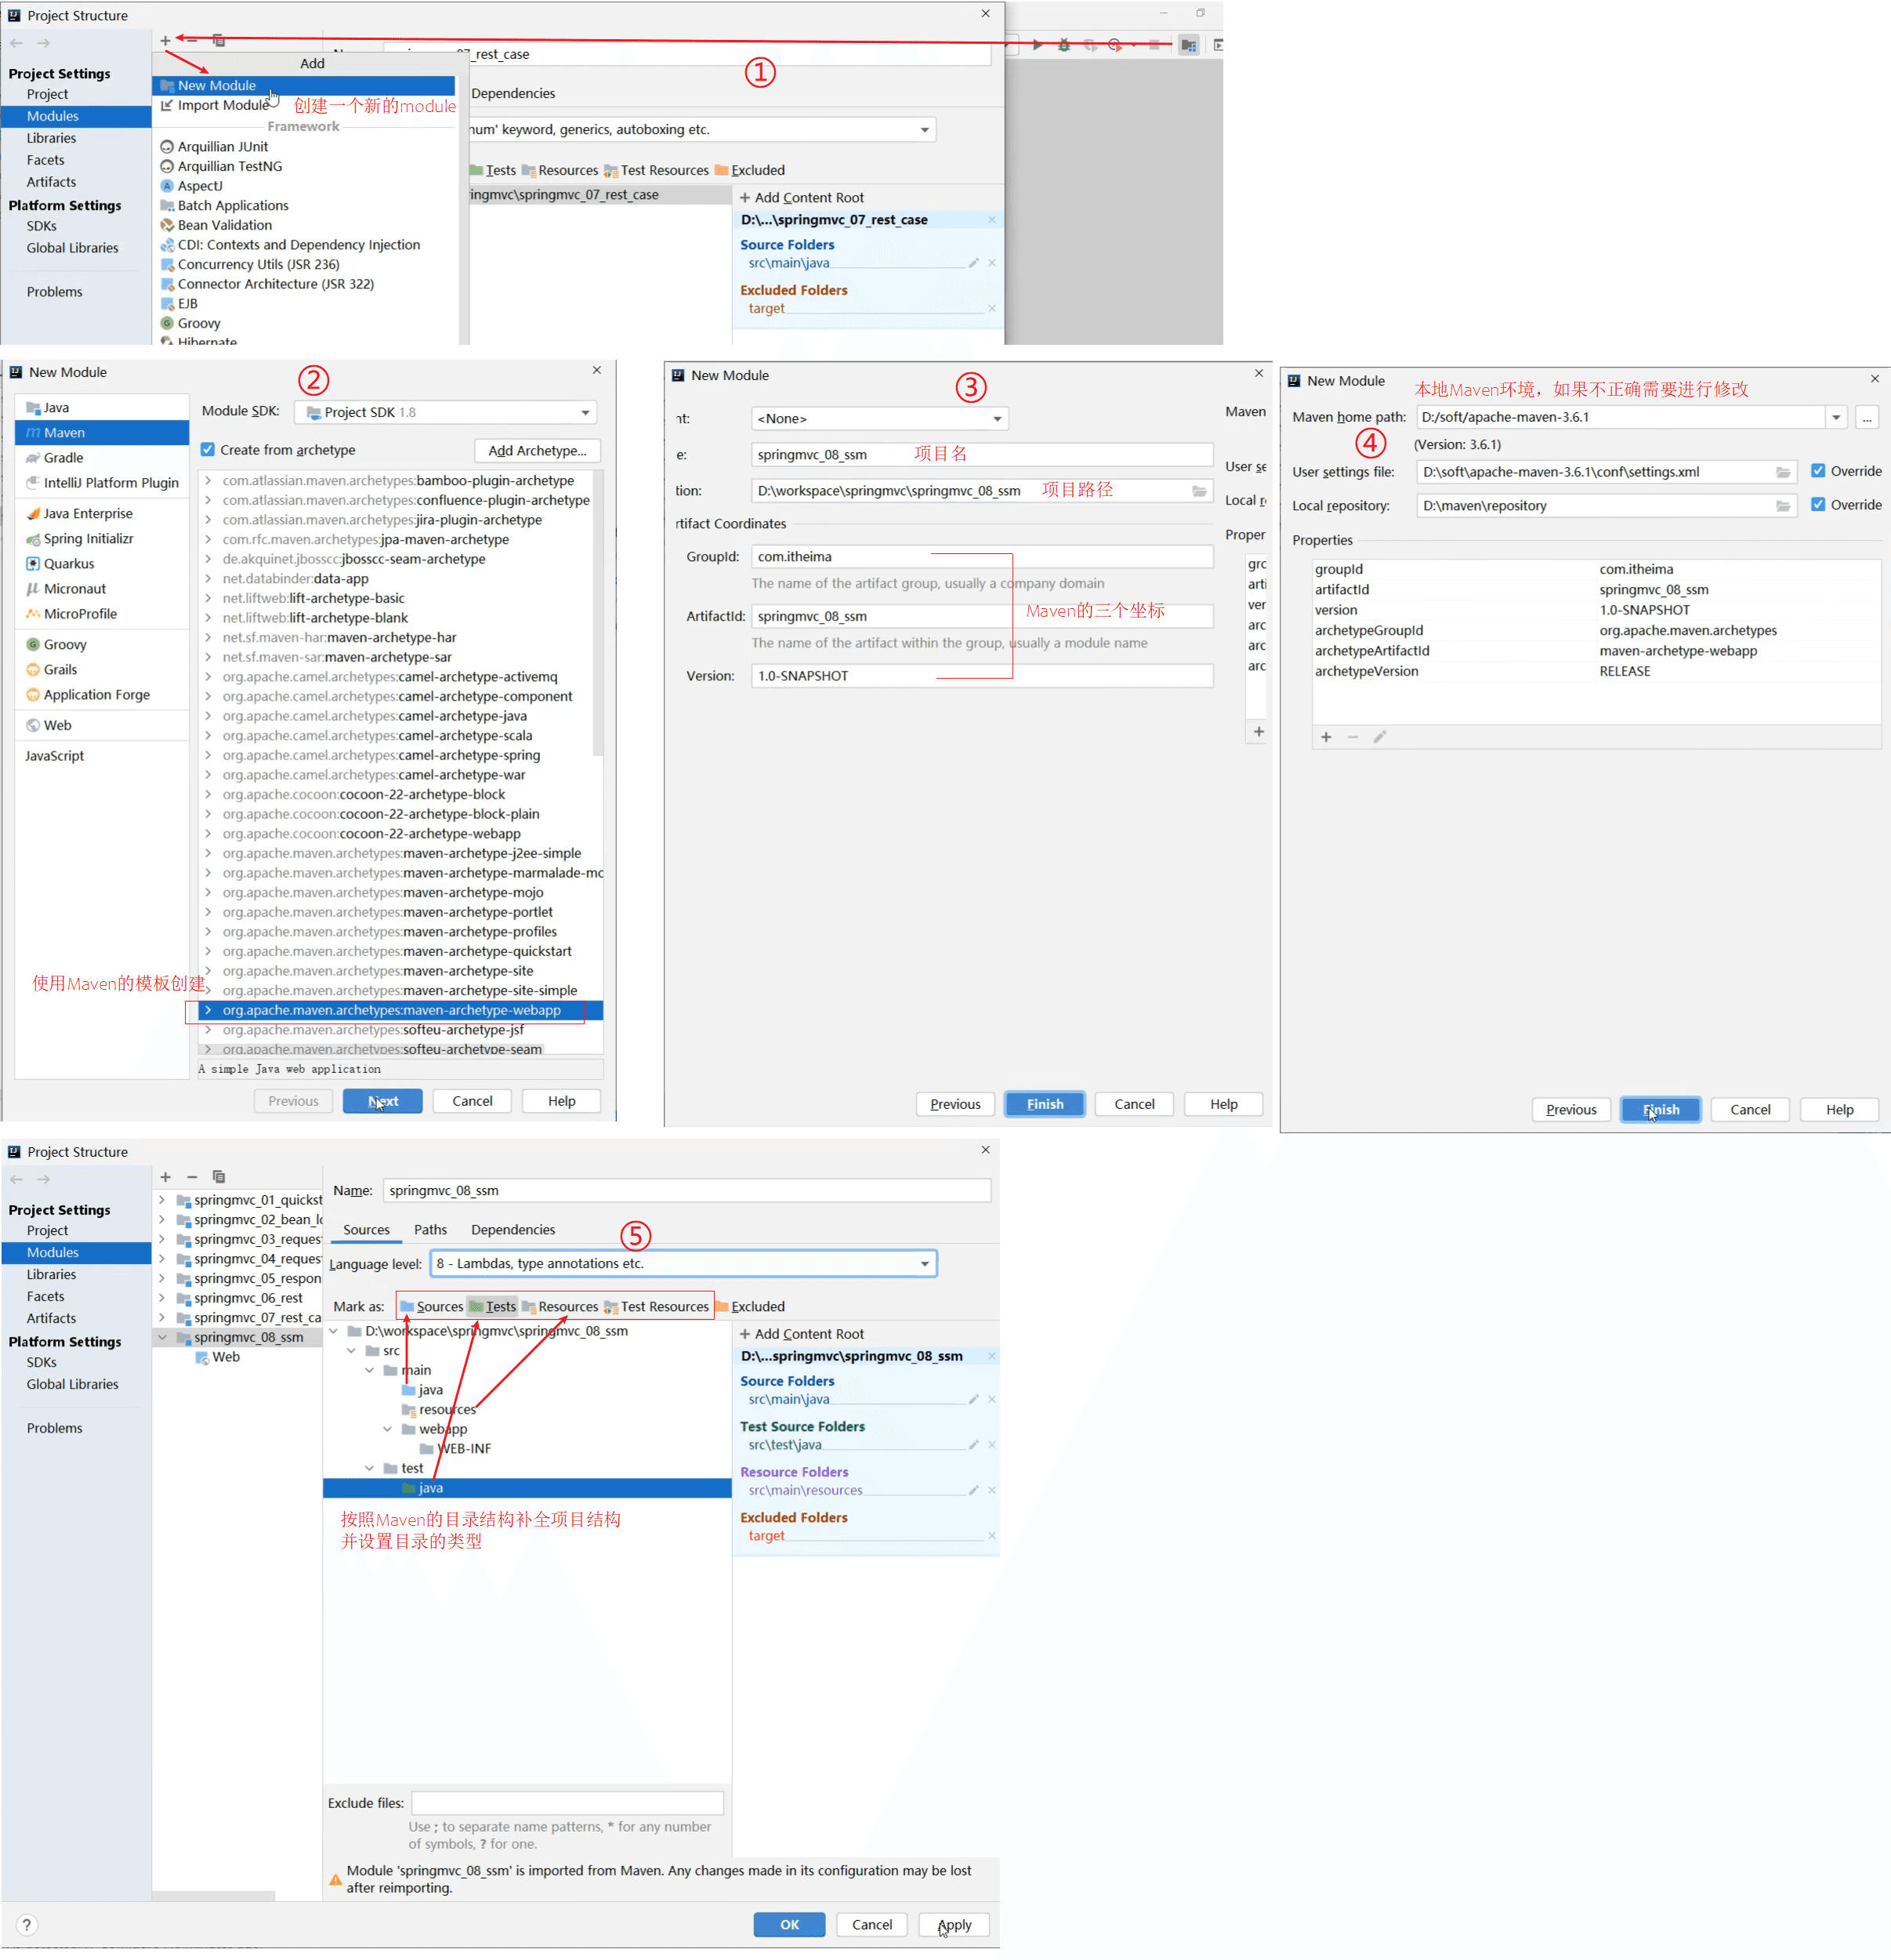 Project Structure
Add
New Module
Import Module
创建一个新的module
Framework
Arquillian JUnit
Arquillian TestNG
AspectJ
Batch Applications
Bean Validation
CDI: Contexts and Dependency Injection
Concurrency Utils (JSR 236)
Connector Architecture (JSR 322)
EJB
Groovy
Hibernate
Project Settings
Project
Modules
Libraries
Facets
Artifacts
Platform Settings
SDKs
Global Libraries
Problems
07_rest_case
①
Dependencies
num' keyword, generics, autoboxing etc.
Tests Resources Test Resources Excluded
ringmvc\springmvc_07_rest_case
+ Add Content Root
D:\...\springmvc_07_rest_case
Source Folders
src\main\java
Excluded Folders
target
New Module
②
Java
Maven
Gradle
IntelliJ Platform Plugin
Java Enterprise
Spring Initializr
Quarkus
Micronaut
MicroProfile
Groovy
Grails
Application Forge
Web
JavaScript
Module SDK: Project SDK 1.8
Create from archetype Add Archetype...
com.atlassian.maven.archetypes:bamboo-plugin-archetype
com.atlassian.maven.archetypes:confluence-plugin-archetype
com.atlassian.maven.archetypes:jira-plugin-archetype
com.rfc.maven.archetypes:jpa-maven-archetype
de.akquinet.jbosscc:jbosscc-seam-archetype
net.databinder:data-app
net.liftweb:lift-archetype-basic
net.liftweb:lift-archetype-blank
net.sf.maven-har:maven-archetype-har
net.sf.maven-sar:maven-archetype-sar
org.apache.camel.archetypes:camel-archetype-activemq
org.apache.camel.archetypes:camel-archetype-component
org.apache.camel.archetypes:camel-archetype-java
org.apache.camel.archetypes:camel-archetype-scala
org.apache.camel.archetypes:camel-archetype-spring
org.apache.camel.archetypes:camel-archetype-war
org.apache.cocoon:cocoon-22-archetype-block
org.apache.cocoon:cocoon-22-archetype-block-plain
org.apache.cocoon:cocoon-22-archetype-webapp
org.apache.maven.archetypes:maven-archetype-j2ee-simple
org.apache.maven.archetypes:maven-archetype-marmalade-mo
org.apache.maven.archetypes:maven-archetype-mojo
org.apache.maven.archetypes:maven-archetype-portlet
org.apache.maven.archetypes:maven-archetype-profiles
org.apache.maven.archetypes:maven-archetype-quickstart
org.apache.maven.archetypes:maven-archetype-site
org.apache.maven.archetypes:maven-archetype-site-simple
使用Maven的模板创建
org.apache.maven.archetypes:maven-archetype-webapp
org.apache.maven.archetypes:softeu-archetype-jsf
org.apache.maven.archetypes:softeu-archetype-seam
A simple Java web application
Previous Next Cancel Help
New Module
③
nt: <None>
e: springmvc_08_ssm 项目名
tion: D:\workspace\springmvc\springmvc_08_ssm 项目路径
rtifact Coordinates
GroupId: com.itheima
The name of the artifact group, usually a company domain
ArtifactId: springmvc_08_ssm
Maven的三个坐标
The name of the artifact within the group, usually a module name
Version: 1.0-SNAPSHOT
Maven
User se
Local r
Proper
gro
arti
ver
arc
arc
arc
+
Previous Finish Cancel Help
New Module
本地Maven环境，如果不正确需要进行修改
Maven home path: D:/soft/apache-maven-3.6.1 ...
④
(Version: 3.6.1)
User settings file: D:\soft\apache-maven-3.6.1\conf\settings.xml Override
Local repository: D:\maven\repository Override
Properties
groupId com.itheima
artifactId springmvc_08_ssm
version 1.0-SNAPSHOT
archetypeGroupId org.apache.maven.archetypes
archetypeArtifactId maven-archetype-webapp
archetypeVersion RELEASE
Previous Finish Cancel Help
Project Structure
Project Settings
Project
Modules
Libraries
Facets
Artifacts
Platform Settings
SDKs
Global Libraries
Problems
springmvc_01_quickst
springmvc_02_bean_lo
springmvc_03_reques
springmvc_04_reques
springmvc_05_respon
springmvc_06_rest
springmvc_07_rest_ca
springmvc_08_ssm
Web
Name: springmvc_08_ssm
Sources Paths Dependencies
⑤
Language level: 8 - Lambdas, type annotations etc.
Mark as: Sources Tests Resources Test Resources Excluded
D:\workspace\springmvc\springmvc_08_ssm
src
main
java
resources
webapp
WEB-INF
test
java
按照Maven的目录结构补全项目结构
并设置目录的类型
+ Add Content Root
D:\...springmvc\springmvc_08_ssm
Source Folders
src\main\java
Test Source Folders
src\test\java
Resource Folders
src\main\resources
Excluded Folders
target
Exclude files:
Use ; to separate name patterns, * for any number
of symbols, ? for one.
Module 'springmvc_08_ssm' is imported from Maven. Any changes made in its configuration may be lost
after reimporting.
?
OK Cancel Apply